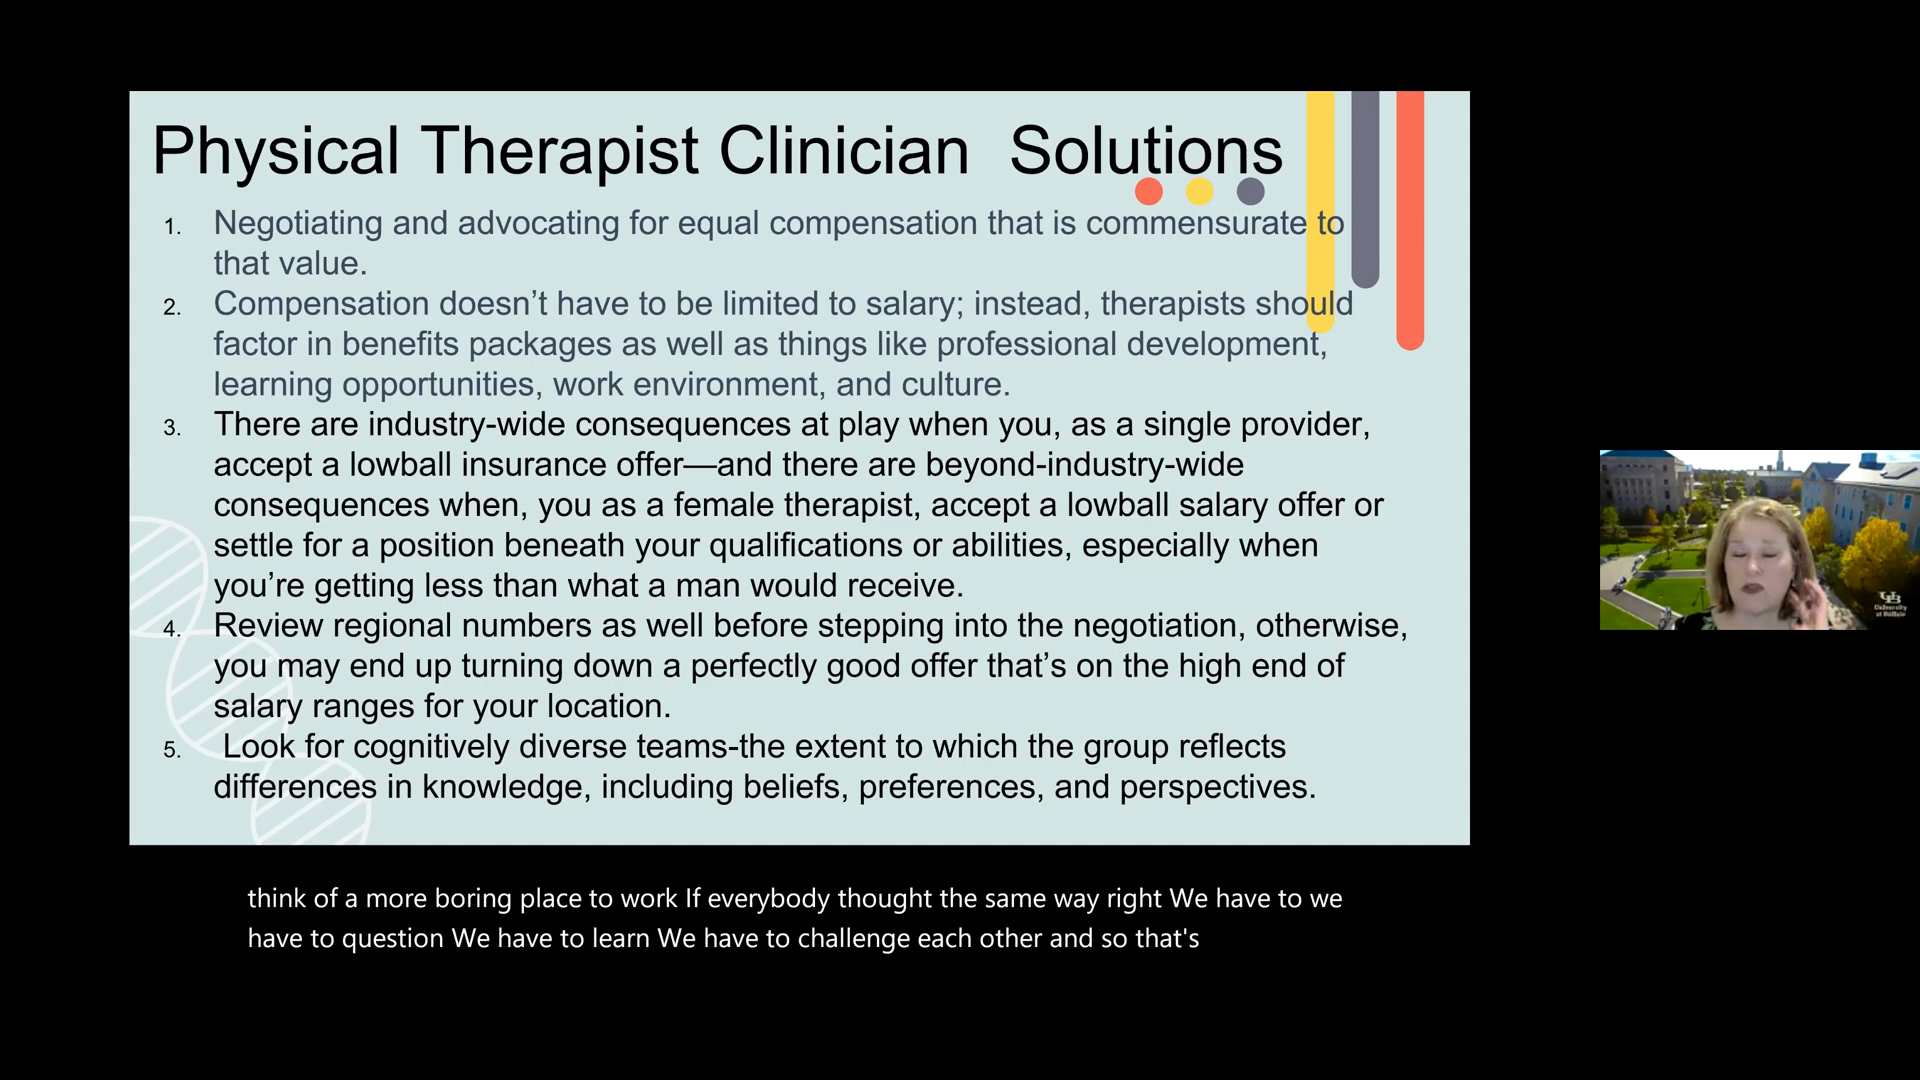 Physical Therapist Clinician  Solutions
1. Negotiating and advocating for equal compensation that is commensurate to
that value.
2. Compensation doesn’t have to be limited to salary; instead, therapists should
factor in benefits packages as well as things like professional development,
learning opportunities, work environment, and culture.
3. There are industry-wide consequences at play when you, as a single provider,
accept a lowball insurance offer—and there are beyond-industry-wide
consequences when, you as a female therapist, accept a lowball salary offer or
settle for a position beneath your qualifications or abilities, especially when
you’re getting less than what a man would receive.
4. Review regional numbers as well before stepping into the negotiation, otherwise,
you may end up turning down a perfectly good offer that’s on the high end of
salary ranges for your location.
5. Look for cognitively diverse teams-the extent to which the group reflects
differences in knowledge, including beliefs, preferences, and perspectives.
University
at Buffalo
think of a more boring place to work If everybody thought the same way right We have to we
have to question We have to learn We have to challenge each other and so that's